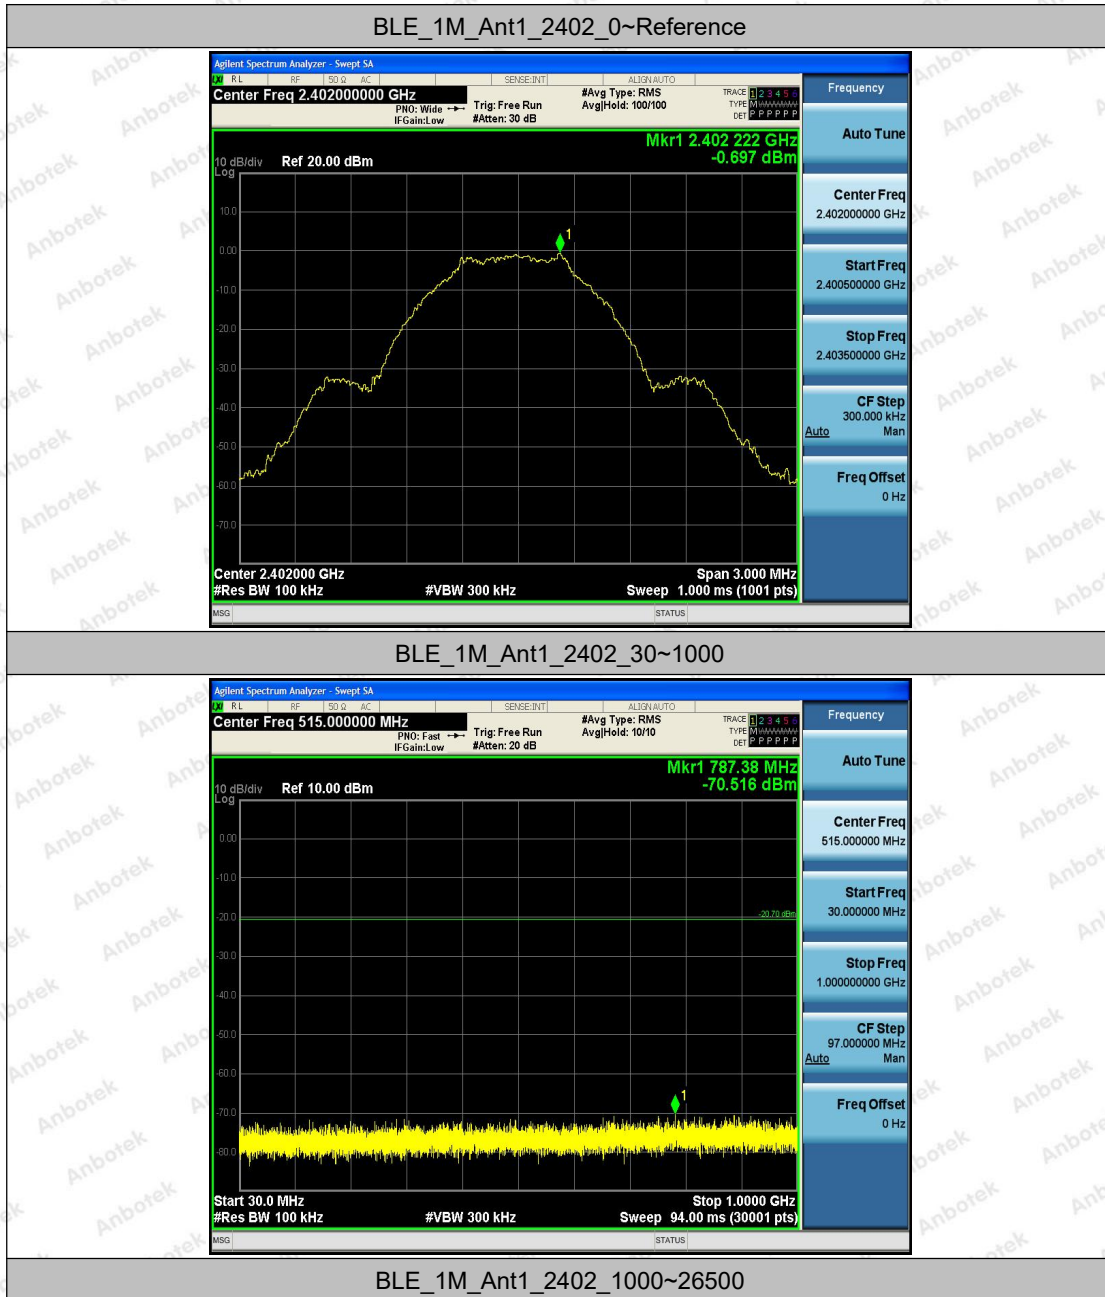 BLE_1M_Ant1_2402_0~Reference
Agilent Spectrum Analyzer - Swept SA
LXI RL RF 50 Ω AC SENSE:INT ALIGNAUTO
Center Freq 2.402000000 GHz #Avg Type: RMS TRACE 1 2 3 4 5 6
PNO: Wide Trig: Free Run Avg|Hold: 100/100 TYPE M
IFGain:Low #Atten: 30 dB DET P P P P P P
Mkr1 2.402 222 GHz
-0.697 dBm
10 dB/div Ref 20.00 dBm
Log
10.0
0.00
-10.0
-20.0
-30.0
-40.0
-50.0
-60.0
-70.0
1
Center 2.402000 GHz Span 3.000 MHz
#Res BW 100 kHz #VBW 300 kHz Sweep 1.000 ms (1001 pts)
MSG STATUS
Frequency
Auto Tune
Center Freq
2.402000000 GHz
Start Freq
2.400500000 GHz
Stop Freq
2.403500000 GHz
CF Step
300.000 kHz
Auto Man
Freq Offset
0 Hz
BLE_1M_Ant1_2402_30~1000
Agilent Spectrum Analyzer - Swept SA
LXI RL RF 50 Ω AC SENSE:INT ALIGNAUTO
Center Freq 515.000000 MHz #Avg Type: RMS TRACE 1 2 3 4 5 6
PNO: Fast Trig: Free Run Avg|Hold: 10/10 TYPE M
IFGain:Low #Atten: 20 dB DET P P P P P P
Mkr1 787.38 MHz
-70.516 dBm
10 dB/div Ref 10.00 dBm
Log
0.00
-10.0
-20.0
-30.0
-40.0
-50.0
-60.0
-70.0
-80.0
-20.70 dBm
1
Start 30.0 MHz Stop 1.0000 GHz
#Res BW 100 kHz #VBW 300 kHz Sweep 94.00 ms (30001 pts)
MSG STATUS
Frequency
Auto Tune
Center Freq
515.000000 MHz
Start Freq
30.000000 MHz
Stop Freq
1.000000000 GHz
CF Step
97.000000 MHz
Auto Man
Freq Offset
0 Hz
BLE_1M_Ant1_2402_1000~26500
Anbotek